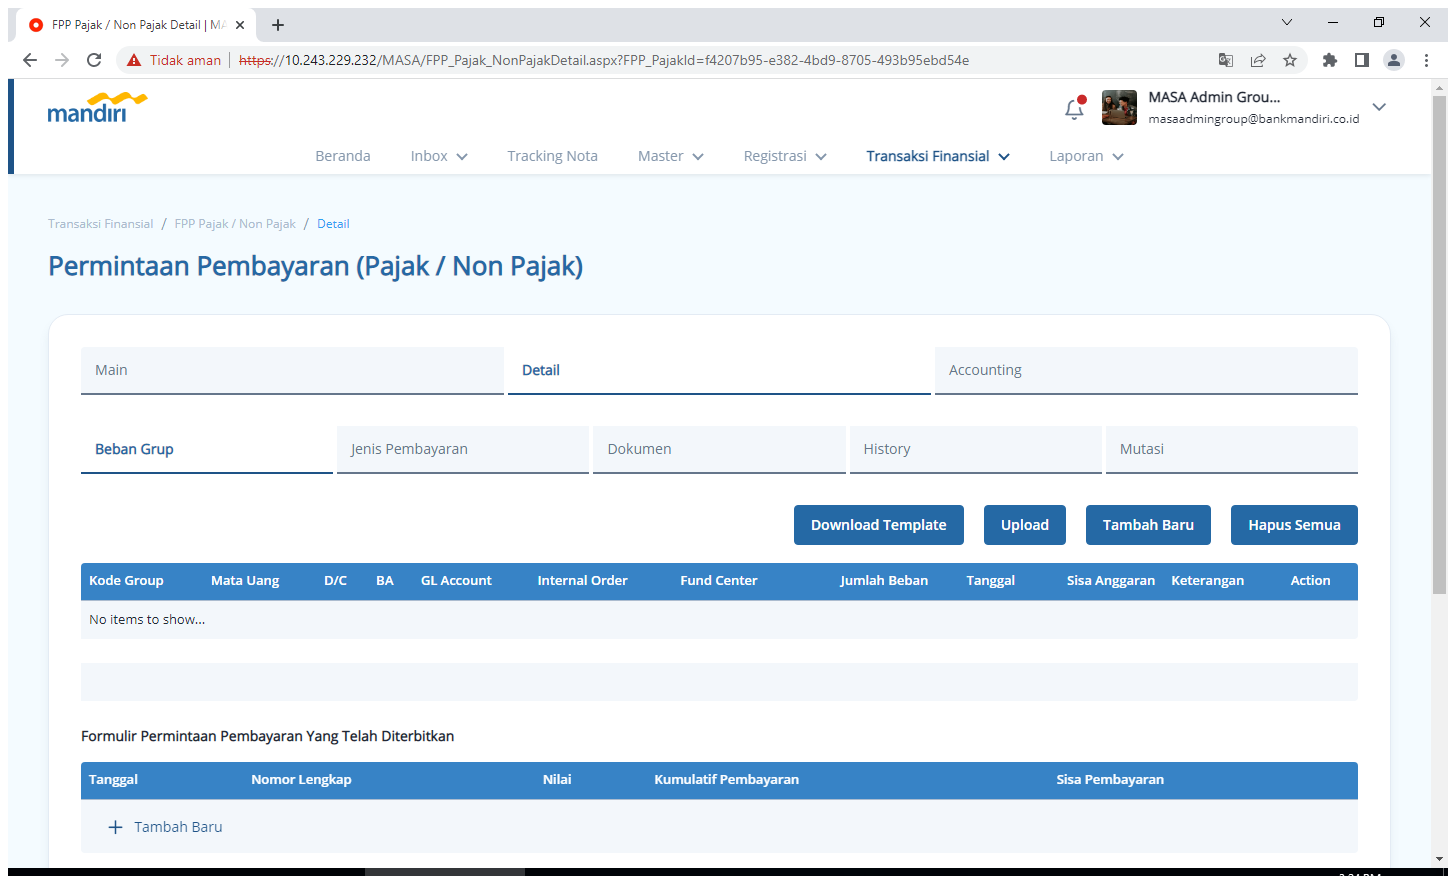 FPP Pajak / Non Pajak Detail | MA
Tidak aman
https://10.243.229.232/MASA/FPP_Pajak_NonPajakDetail.aspx?FPP_PajakId=f4207b95-e382-4bd9-8705-493b95ebd54e
mandiri
MASA Admin Grou...
masaadmingroup@bankmandiri.co.id
Beranda Inbox Tracking Nota Master Registrasi Transaksi Finansial Laporan
Transaksi Finansial / FPP Pajak / Non Pajak / Detail
Permintaan Pembayaran (Pajak / Non Pajak)
Main Detail Accounting
Beban Grup Jenis Pembayaran Dokumen History Mutasi
Download Template Upload Tambah Baru Hapus Semua
Kode Group Mata Uang D/C BA GL Account Internal Order Fund Center Jumlah Beban Tanggal Sisa Anggaran Keterangan Action
No items to show...
Formulir Permintaan Pembayaran Yang Telah Diterbitkan
Tanggal Nomor Lengkap Nilai Kumulatif Pembayaran Sisa Pembayaran
+ Tambah Baru